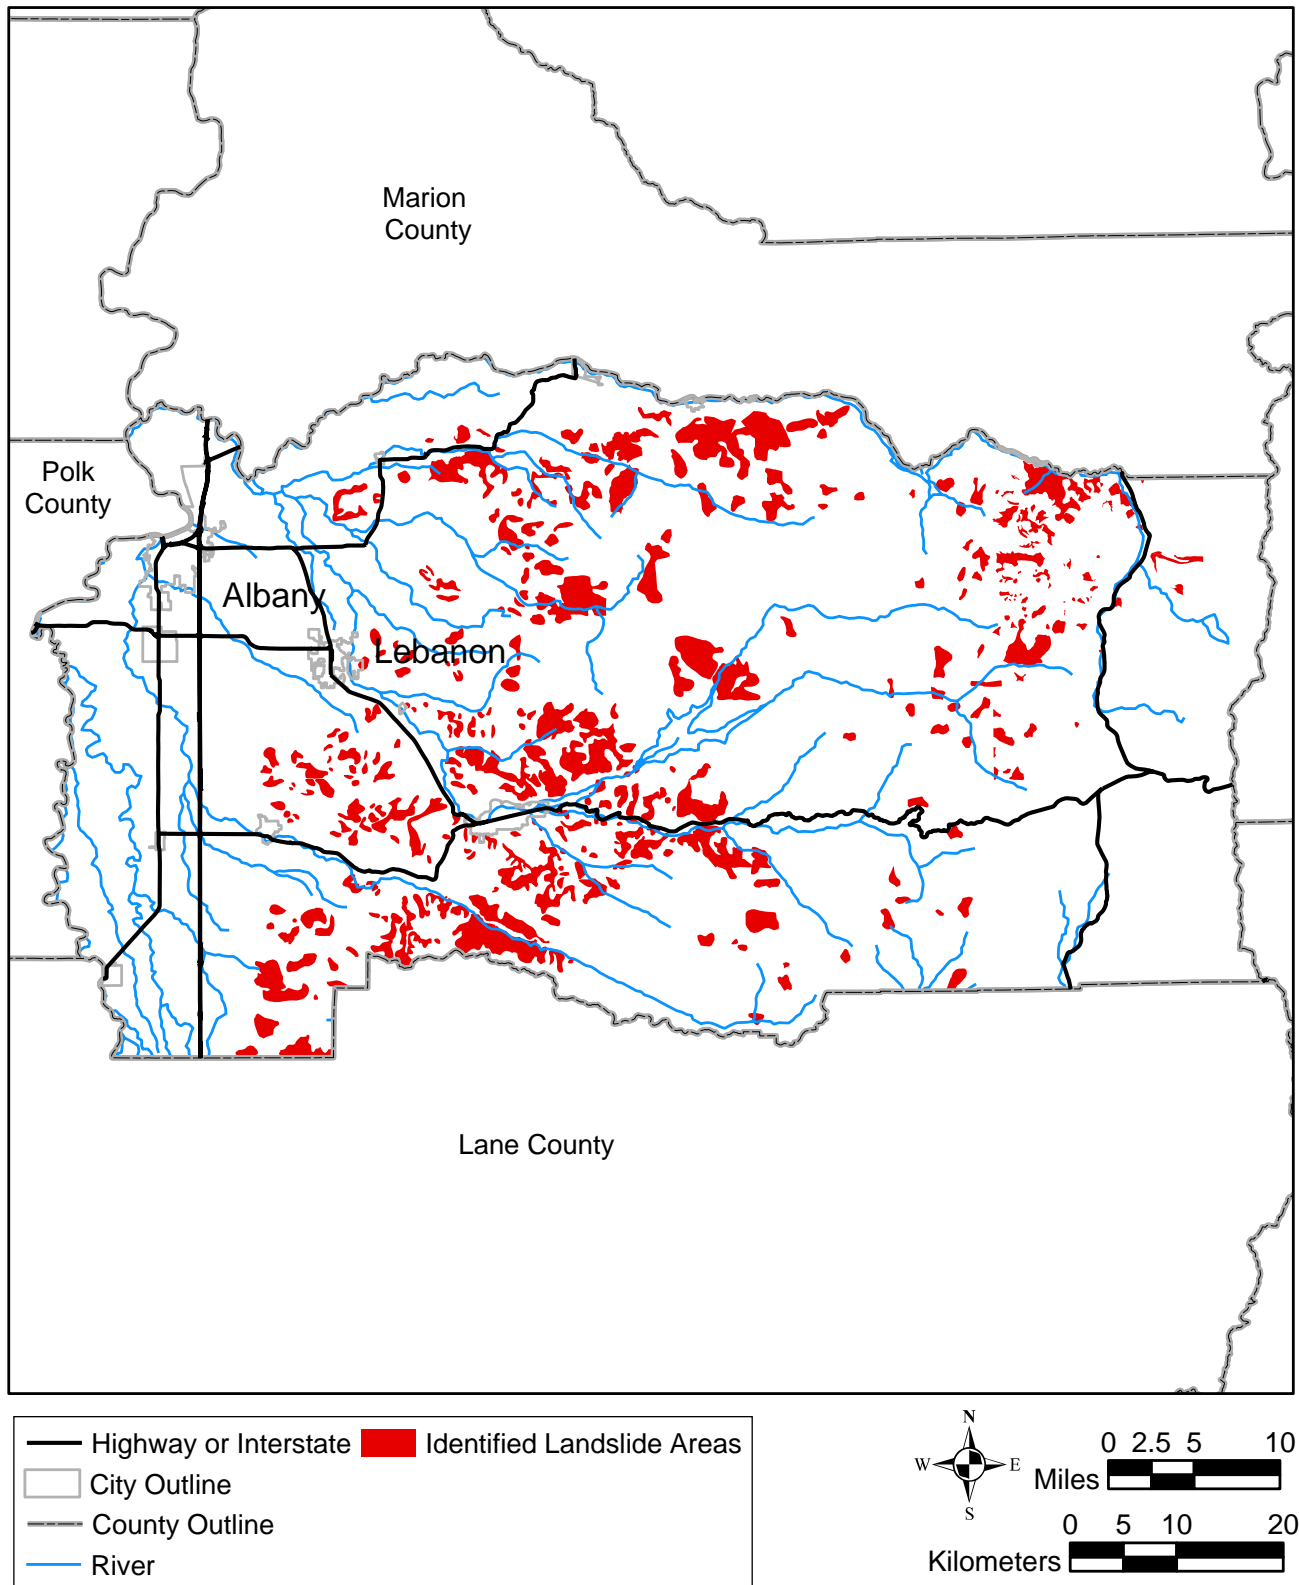 Marion
County
Polk
County
Albany
Lebanon
Lane County
Highway or Interstate
Identified Landslide Areas
City Outline
County Outline
River
N
W E
S
0 2.5 5 10
Miles
0 5 10 20
Kilometers